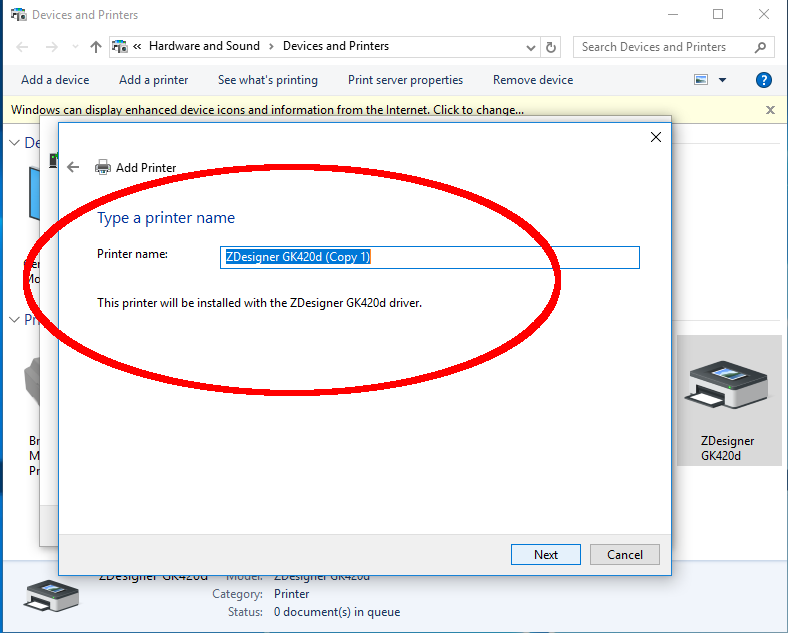 Devices and Printers
« Hardware and Sound > Devices and Printers
Search Devices and Printers
Add a device
Add a printer
See what's printing
Print server properties
Remove device
?
Windows can display enhanced device icons and information from the Internet. Click to change...
De
Add Printer
Type a printer name
Printer name:
ZDesigner GK420d (Copy 1)
This printer will be installed with the ZDesigner GK420d driver.
Gen
Mo
Pr
Br
M
Pr
ZDesigner
GK420d
Next
Cancel
ZDesigner GK420d
Model:
ZDesigner GK420d
Category:
Printer
Status:
0 document(s) in queue